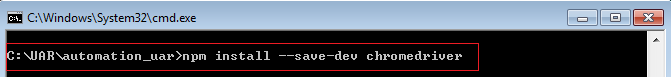 C:\Windows\System32\cmd.exe
C:\UAR\automation_uar>npm install --save-dev chromedriver